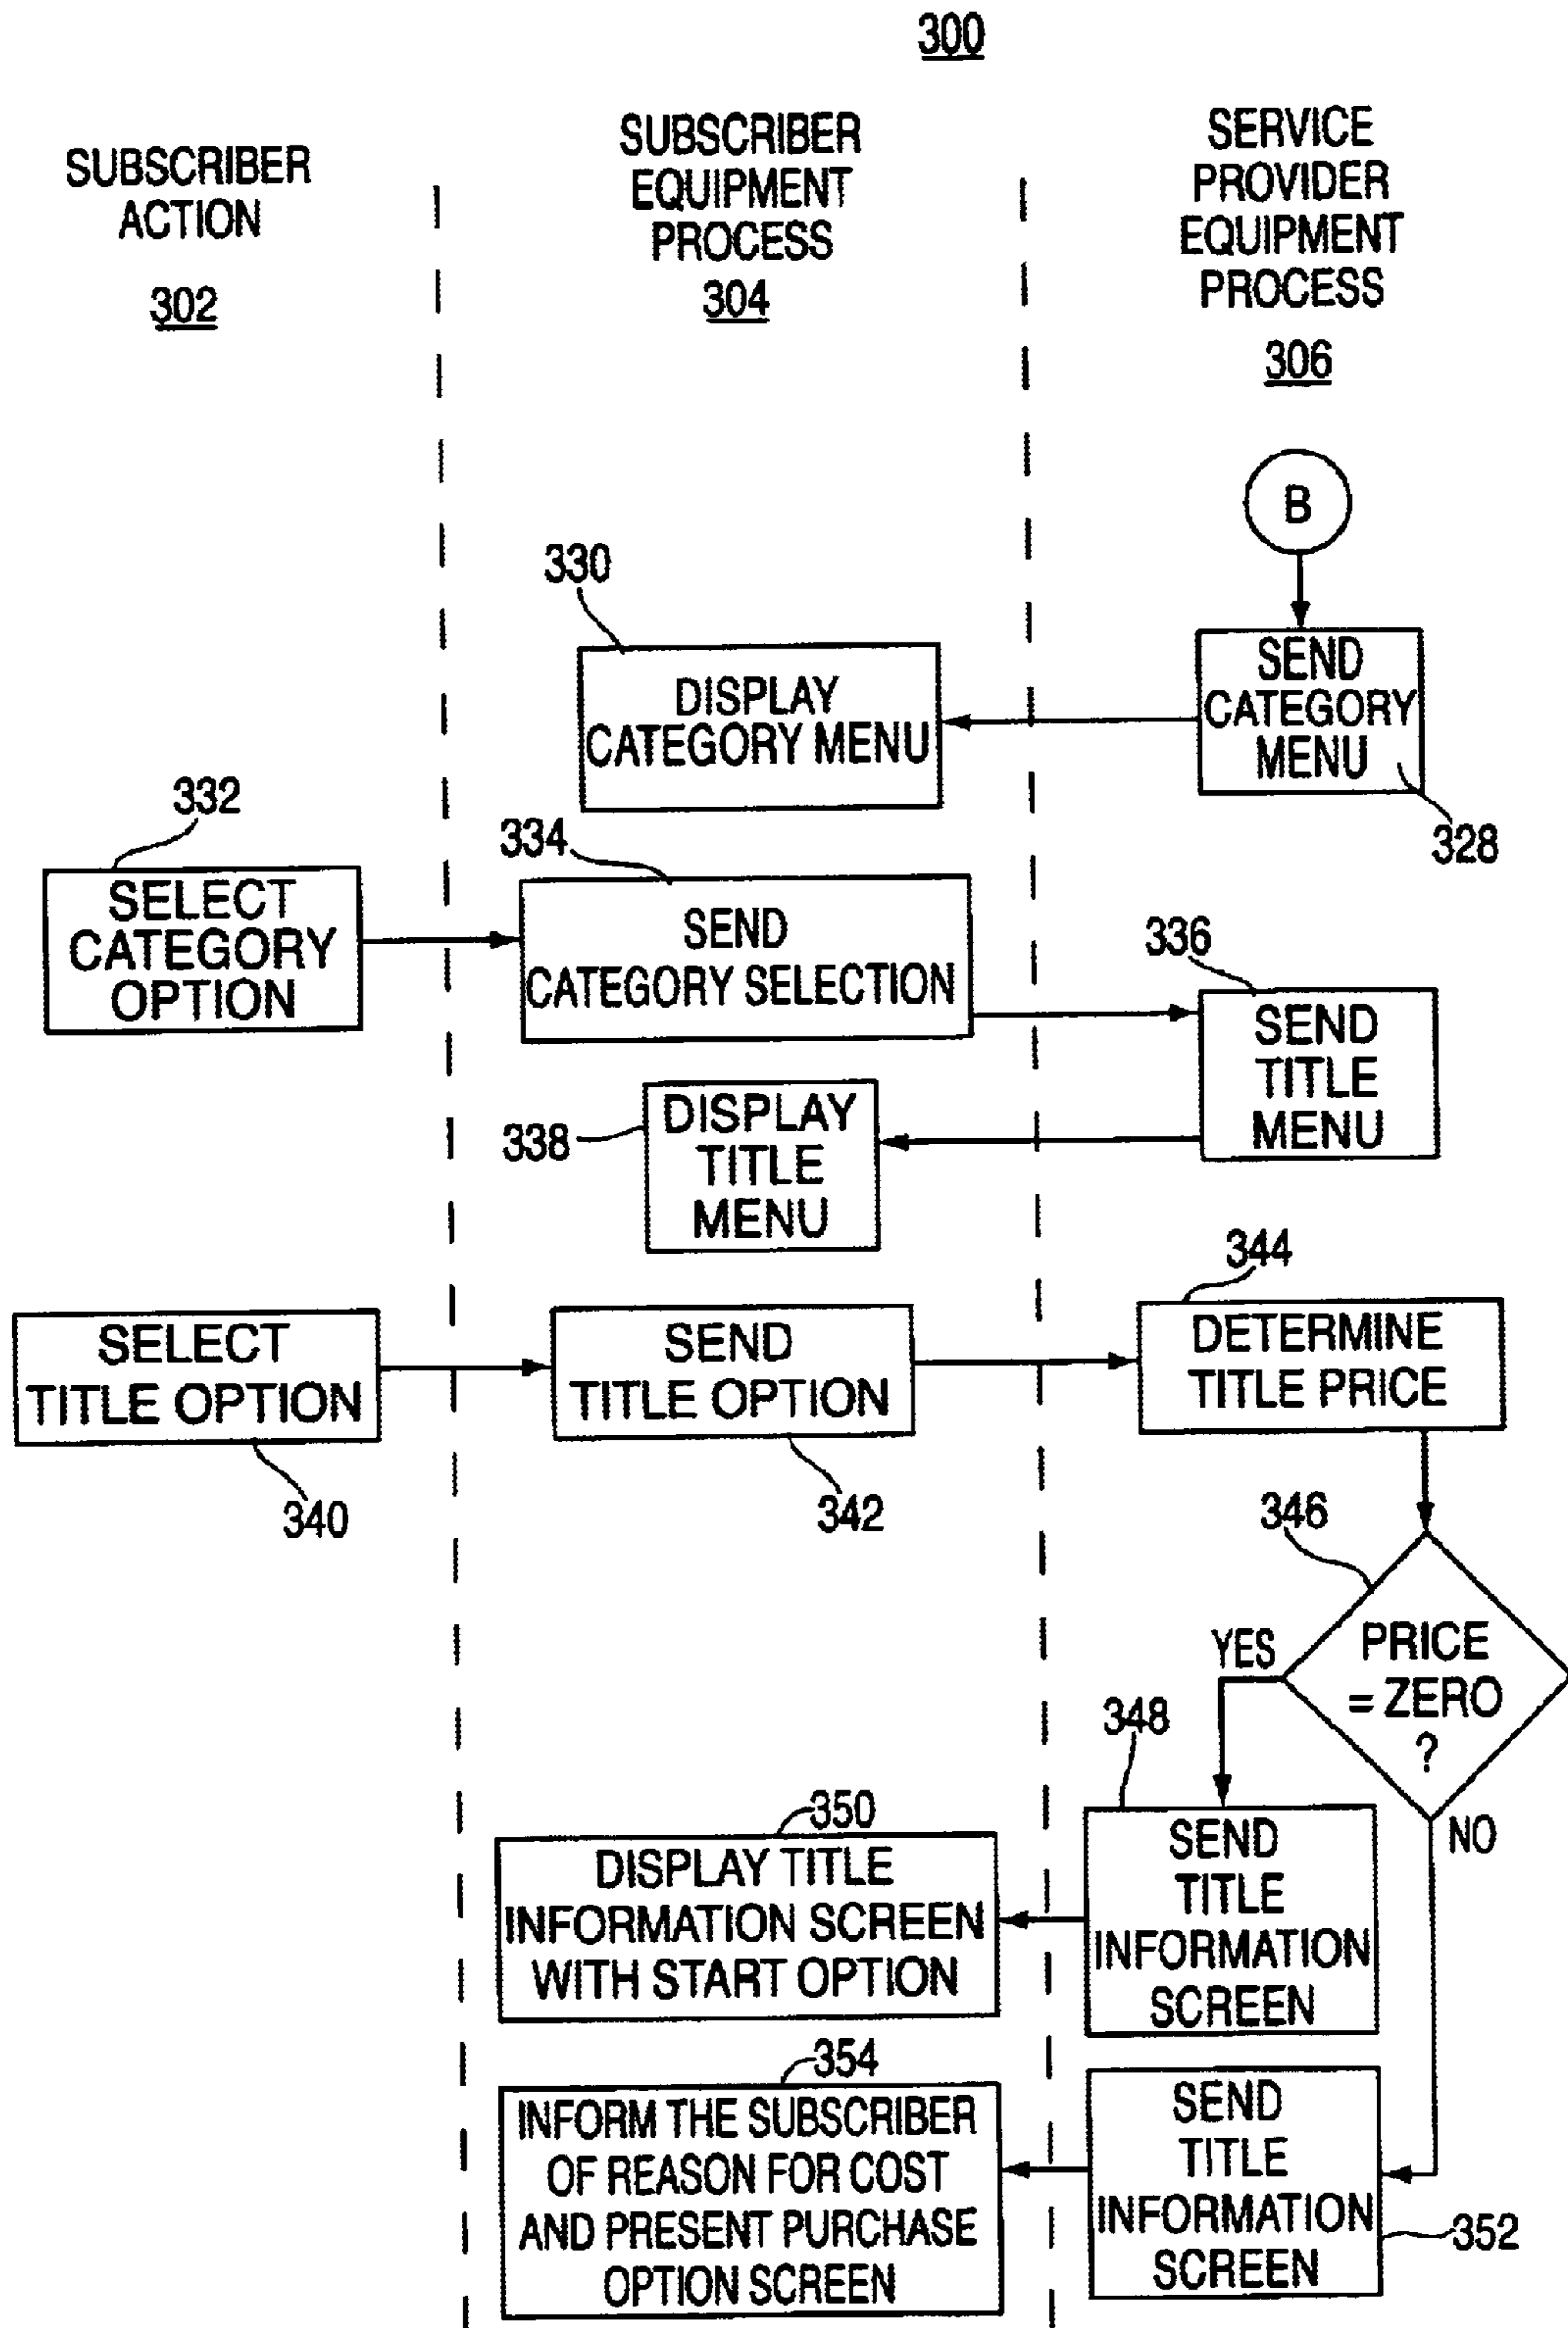 300
SUBSCRIBER
ACTION
302
SUBSCRIBER
EQUIPMENT
PROCESS
304
SERVICE
PROVIDER
EQUIPMENT
PROCESS
306
B
330
DISPLAY
CATEGORY MENU
SEND
CATEGORY
MENU
328
332
SELECT
CATEGORY
OPTION
334
SEND
CATEGORY SELECTION
336
SEND
TITLE
MENU
338
DISPLAY
TITLE
MENU
SELECT
TITLE OPTION
340
SEND
TITLE OPTION
342
344
DETERMINE
TITLE PRICE
346
PRICE
= ZERO
?
YES
NO
348
SEND
TITLE
INFORMATION
SCREEN
350
DISPLAY TITLE
INFORMATION SCREEN
WITH START OPTION
354
INFORM THE SUBSCRIBER
OF REASON FOR COST
AND PRESENT PURCHASE
OPTION SCREEN
SEND
TITLE
INFORMATION
SCREEN
352